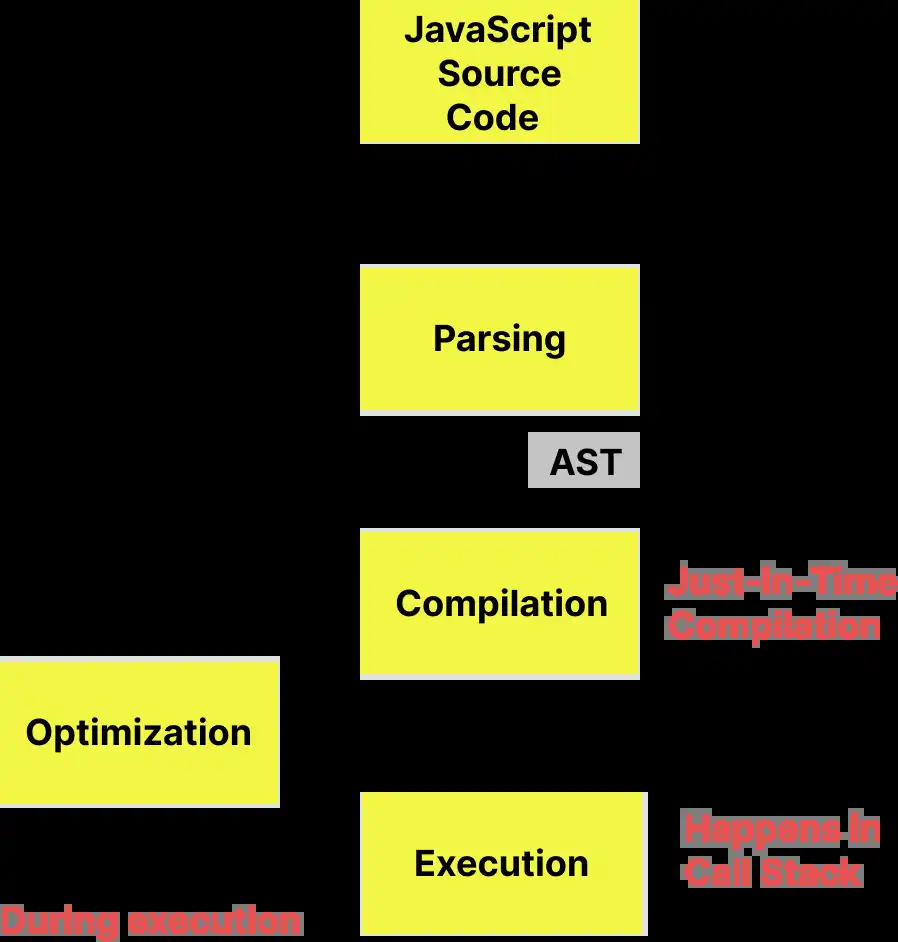 JavaScript
Source
Code
Parsing
AST
Compilation
Just-In-Time
Compilation
Optimization
Execution
Happens in
Call Stack
During execution